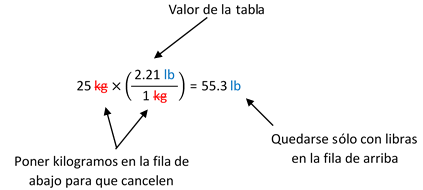 Valor de la tabla
25 kg × (2.21 lb / 1 kg) = 55.3 lb
Poner kilogramos en la fila de
abajo para que cancelen
Quedarse sólo con libras
en la fila de arriba